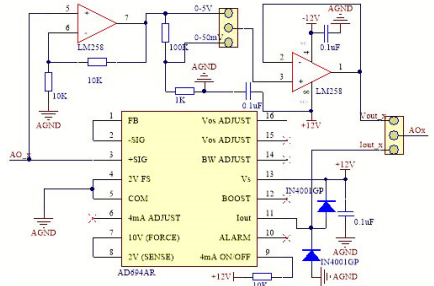 -12V
5
7
0-5V
0-50mV
6
LM258
0.1uF
AGND
100K
10K
10K
AGND
2
3
1
LM258
AGND
1K
0.1uF
+12V
Vout_x
Iout_x
AOx
AGND
AO_x
1 FB Vos ADJUST 16
2 -SIG Vos ADJUST 15
3 +SIG BW ADJUST 14
4 2V FS Vs 13
5 COM BOOST 12
6 4mA ADJUST Iout 11
7 10V (FORCE) ALARM 10
8 2V (SENSE) 4mA ON/OFF 9
AD694AR
AGND
+12V
IN4001GP
0.1uF
AGND
IN4001GP
+12V
10K
AGND